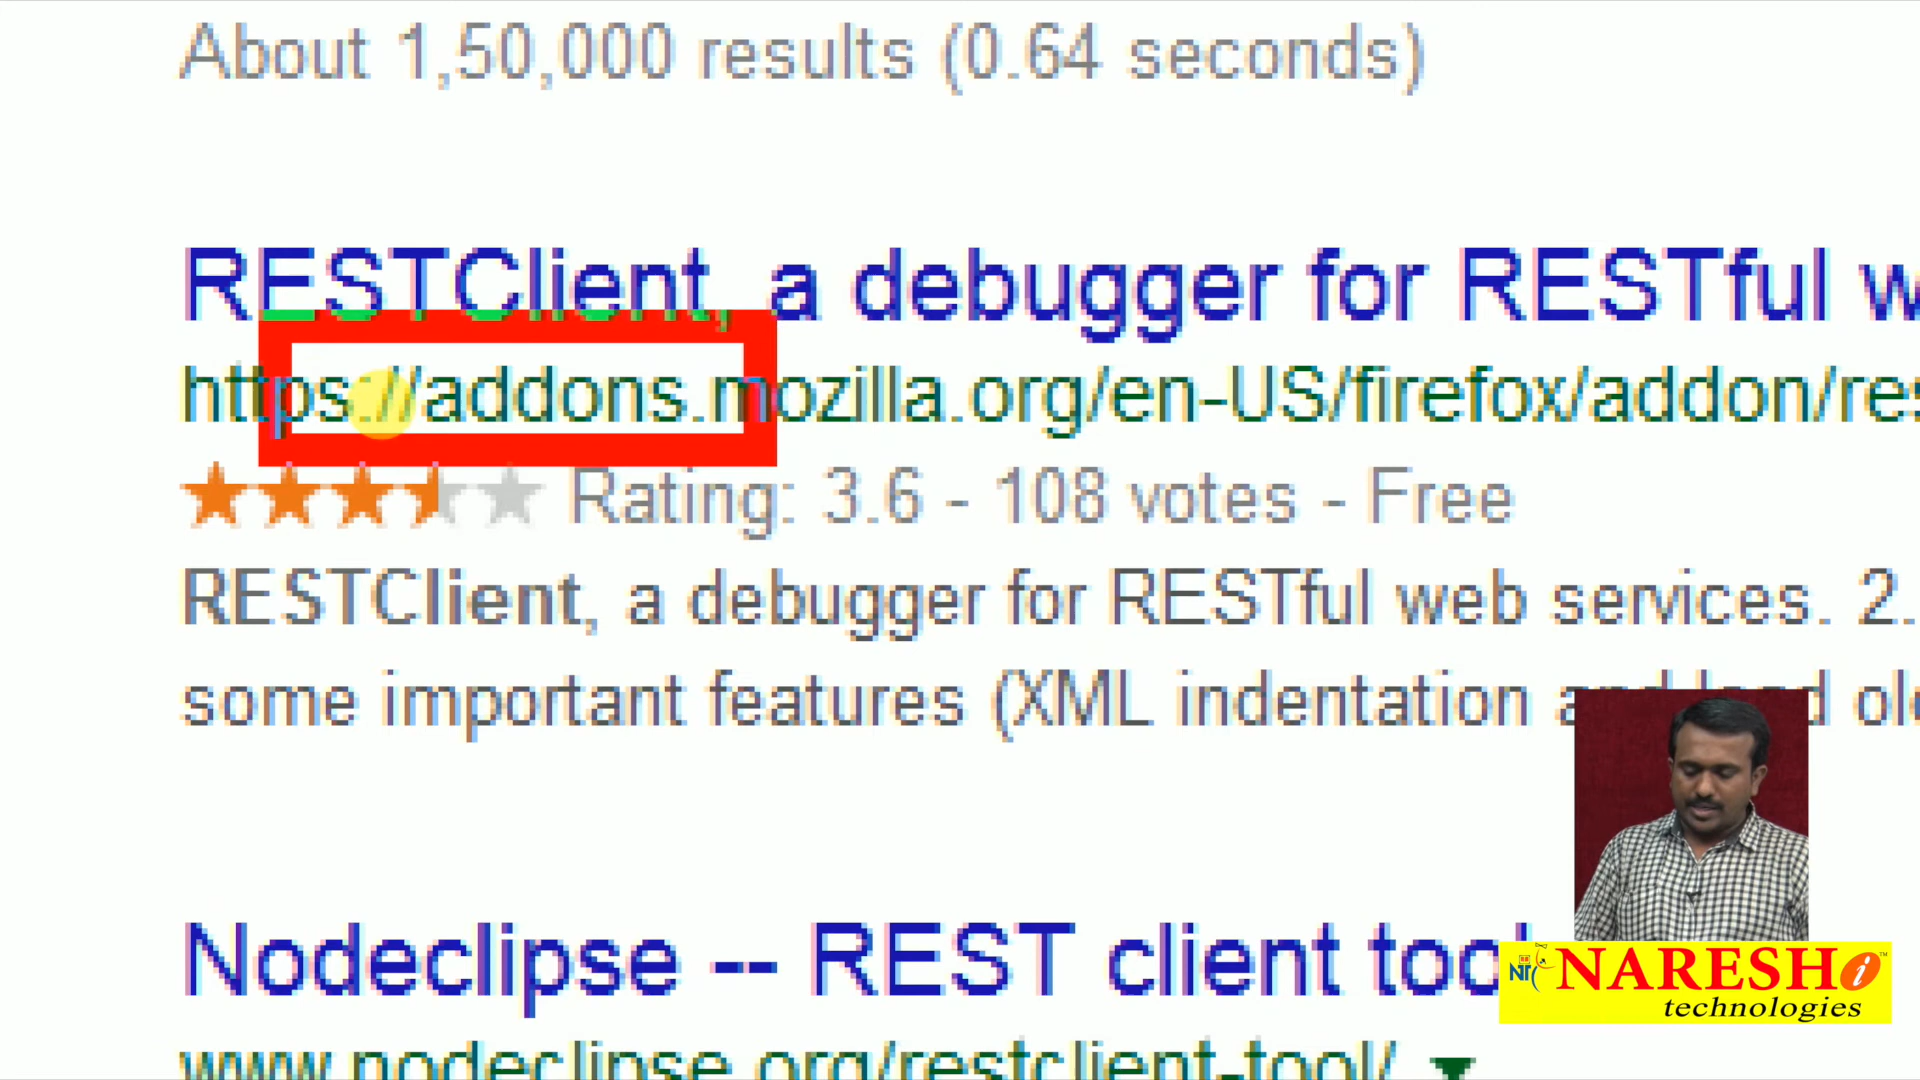 About 1,50,000 results (0.64 seconds)
RESTClient, a debugger for RESTful
https://addons.mozilla.org/en-US/firefox/addon/res
Rating: 3.6 - 108 votes - Free
RESTClient, a debugger for RESTful web services. 2.
some important features (XML indentation
Nodeclipse -- REST client tool
www.nodeclipse.org/restclient-tool/
NARESH i
technologies